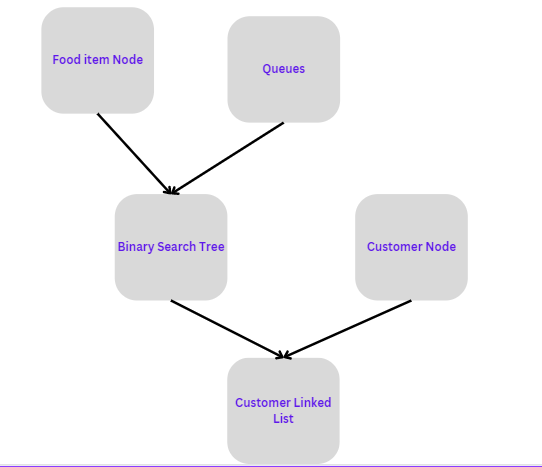 Food item Node
Queues
Binary Search Tree
Customer Node
Customer Linked
List